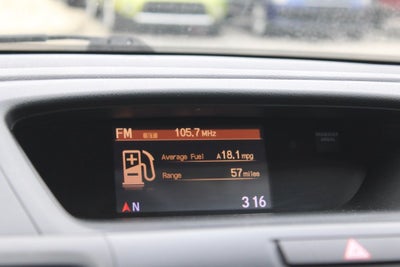 FM 105.7 MHz
Average Fuel A 18.1 mpg
Range 57 miles
N 3:16